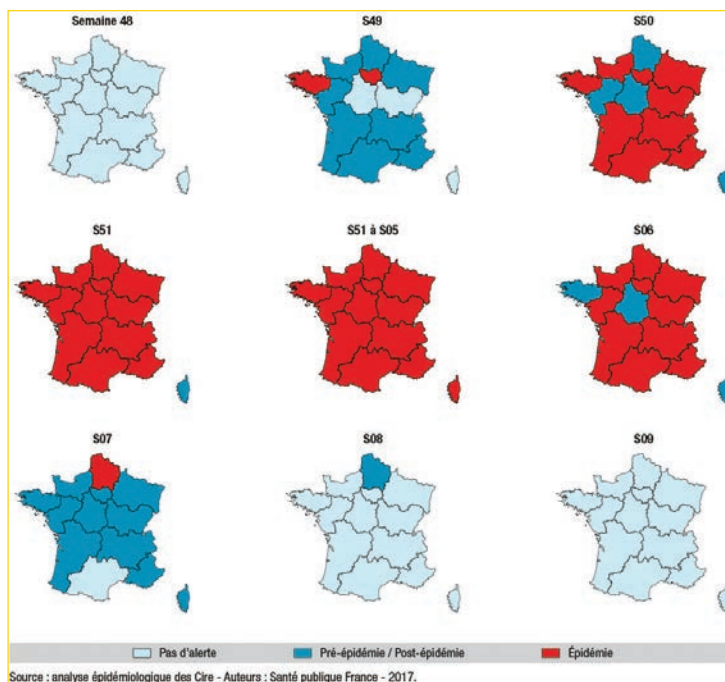 Semaine 48
S49
S50
S51
S51 à S05
S06
S07
S08
S09
Pas d'alerte
Pré-épidémie / Post-épidémie
Épidémie
Source : analyse épidémiologique des Cire - Auteurs : Santé publique France - 2017.